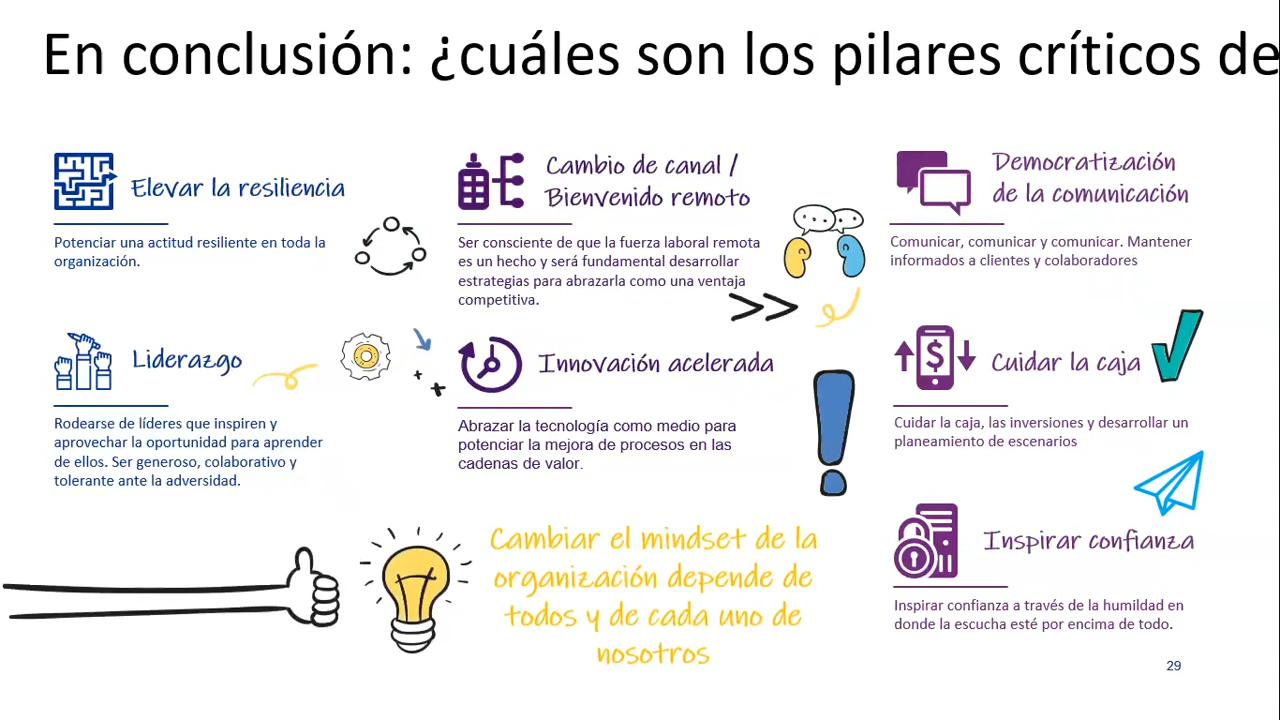 En conclusión: ¿cuáles son los pilares críticos de
Elevar la resiliencia
Potenciar una actitud resiliente en toda la
organización.
Cambio de canal /
Bienvenido remoto
Ser consciente de que la fuerza laboral remota
es un hecho y será fundamental desarrollar
estrategias para abrazarla como una ventaja
competitiva.
Democratización
de la comunicación
Comunicar, comunicar y comunicar. Mantener
informados a clientes y colaboradores
Liderazgo
Rodearse de líderes que inspiren y
aprovechar la oportunidad para aprender
de ellos. Ser generoso, colaborativo y
tolerante ante la adversidad.
Innovación acelerada
Abrazar la tecnología como medio para
potenciar la mejora de procesos en las
cadenas de valor.
Cuidar la caja
Cuidar la caja, las inversiones y desarrollar un
planeamiento de escenarios
Cambiar el mindset de la
organización depende de
todos y de cada uno de
nosotros
Inspirar confianza
Inspirar confianza a través de la humildad en
donde la escucha esté por encima de todo.
29